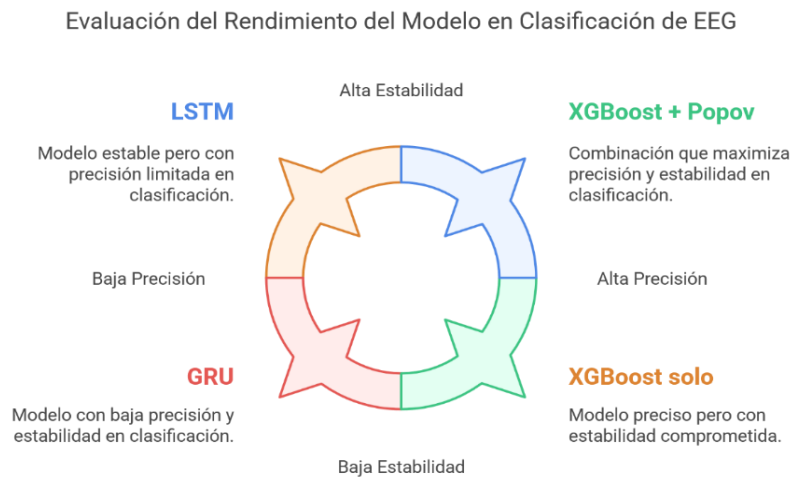 Evaluación del Rendimiento del Modelo en Clasificación de EEG
Alta Estabilidad
LSTM
Modelo estable pero con
precisión limitada en
clasificación.
XGBoost + Popov
Combinación que maximiza
precisión y estabilidad en
clasificación.
Baja Precisión
Alta Precisión
GRU
Modelo con baja precisión y
estabilidad en clasificación.
XGBoost solo
Modelo preciso pero con
estabilidad comprometida.
Baja Estabilidad